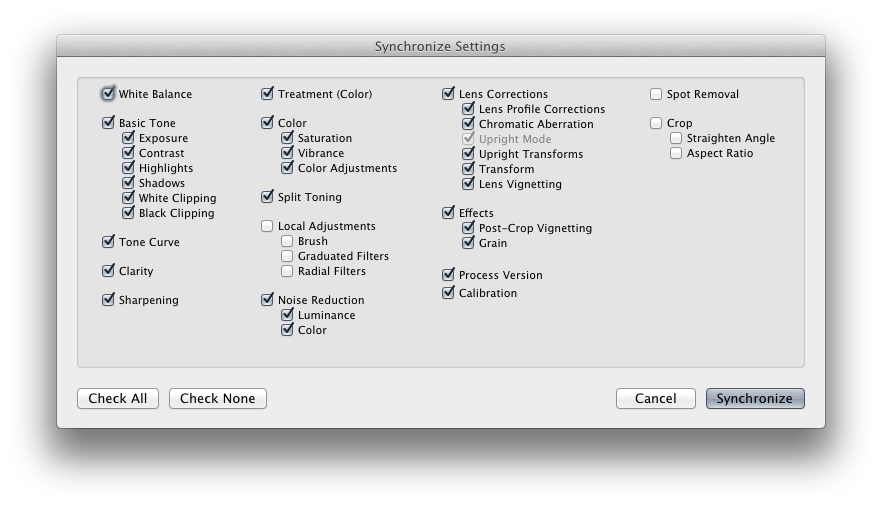 Synchronize Settings
White Balance
Basic Tone
Exposure
Contrast
Highlights
Shadows
White Clipping
Black Clipping
Tone Curve
Clarity
Sharpening
Treatment (Color)
Color
Saturation
Vibrance
Color Adjustments
Split Toning
Local Adjustments
Brush
Graduated Filters
Radial Filters
Noise Reduction
Luminance
Color
Lens Corrections
Lens Profile Corrections
Chromatic Aberration
Upright Mode
Upright Transforms
Transform
Lens Vignetting
Effects
Post-Crop Vignetting
Grain
Process Version
Calibration
Spot Removal
Crop
Straighten Angle
Aspect Ratio
Check All
Check None
Cancel
Synchronize